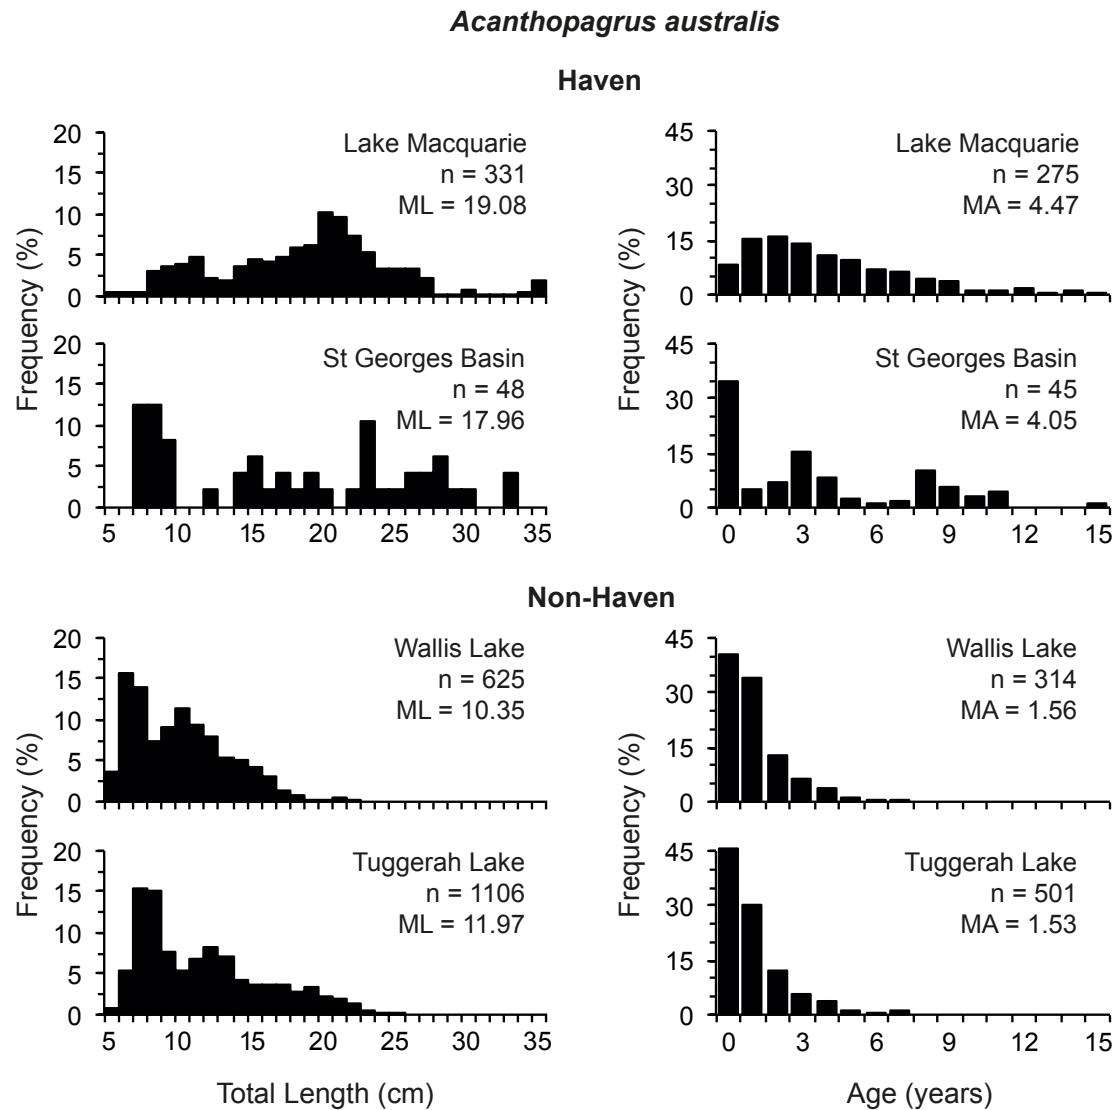 Acanthopagrus australis
Haven
20
15
10
5
0
Frequency (%)
Lake Macquarie
n = 331
ML = 19.08
45
30
15
0
Frequency (%)
Lake Macquarie
n = 275
MA = 4.47
20
15
10
5
0
St Georges Basin
n = 48
ML = 17.96
5 10 15 20 25 30 35
45
30
15
0
St Georges Basin
n = 45
MA = 4.05
0 3 6 9 12 15
Non-Haven
20
15
10
5
0
Frequency (%)
Wallis Lake
n = 625
ML = 10.35
45
30
15
0
Frequency (%)
Wallis Lake
n = 314
MA = 1.56
20
15
10
5
0
Tuggerah Lake
n = 1106
ML = 11.97
5 10 15 20 25 30 35
Total Length (cm)
45
30
15
0
Tuggerah Lake
n = 501
MA = 1.53
0 3 6 9 12 15
Age (years)